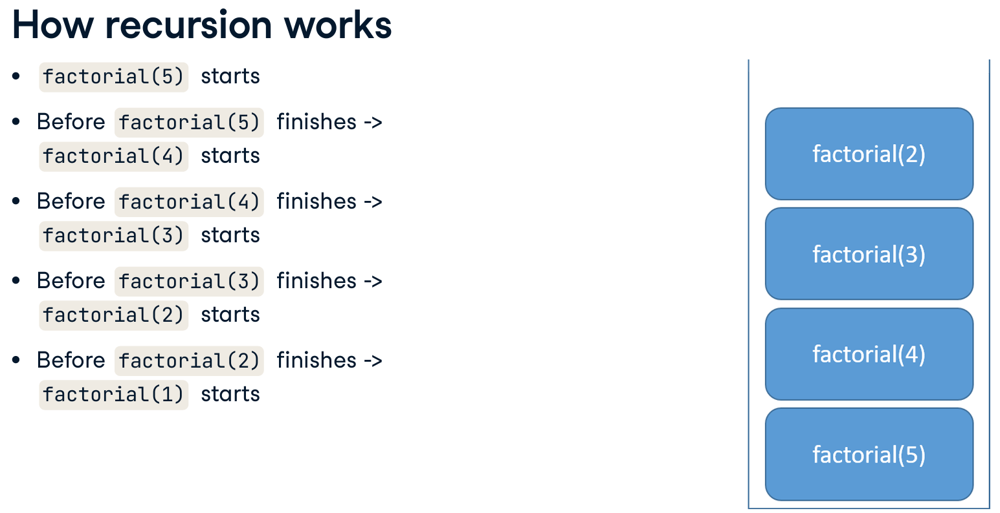 How recursion works
• factorial(5) starts
• Before factorial(5) finishes ->
factorial(4) starts
• Before factorial(4) finishes ->
factorial(3) starts
• Before factorial(3) finishes ->
factorial(2) starts
• Before factorial(2) finishes ->
factorial(1) starts
factorial(2)
factorial(3)
factorial(4)
factorial(5)